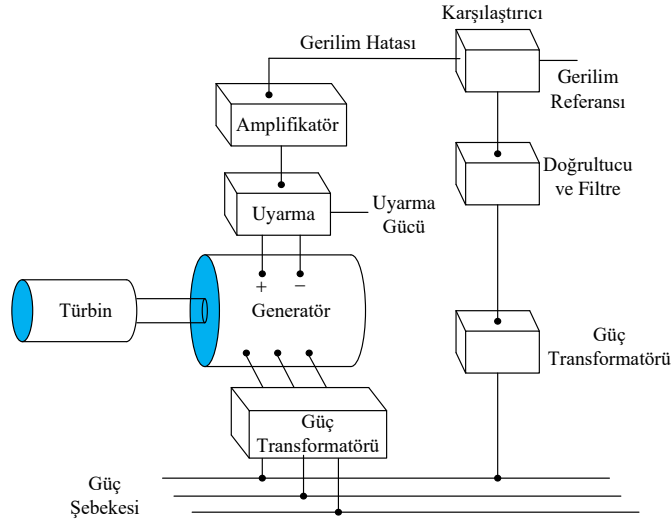 Karşılaştırıcı
Gerilim Hatası
Gerilim
Referansı
Amplifikatör
Doğrultucu
ve Filtre
Uyarma
Uyarma
Gücü
+ −
Türbin
Generatör
Güç
Transformatörü
Güç
Transformatörü
Güç
Şebekesi